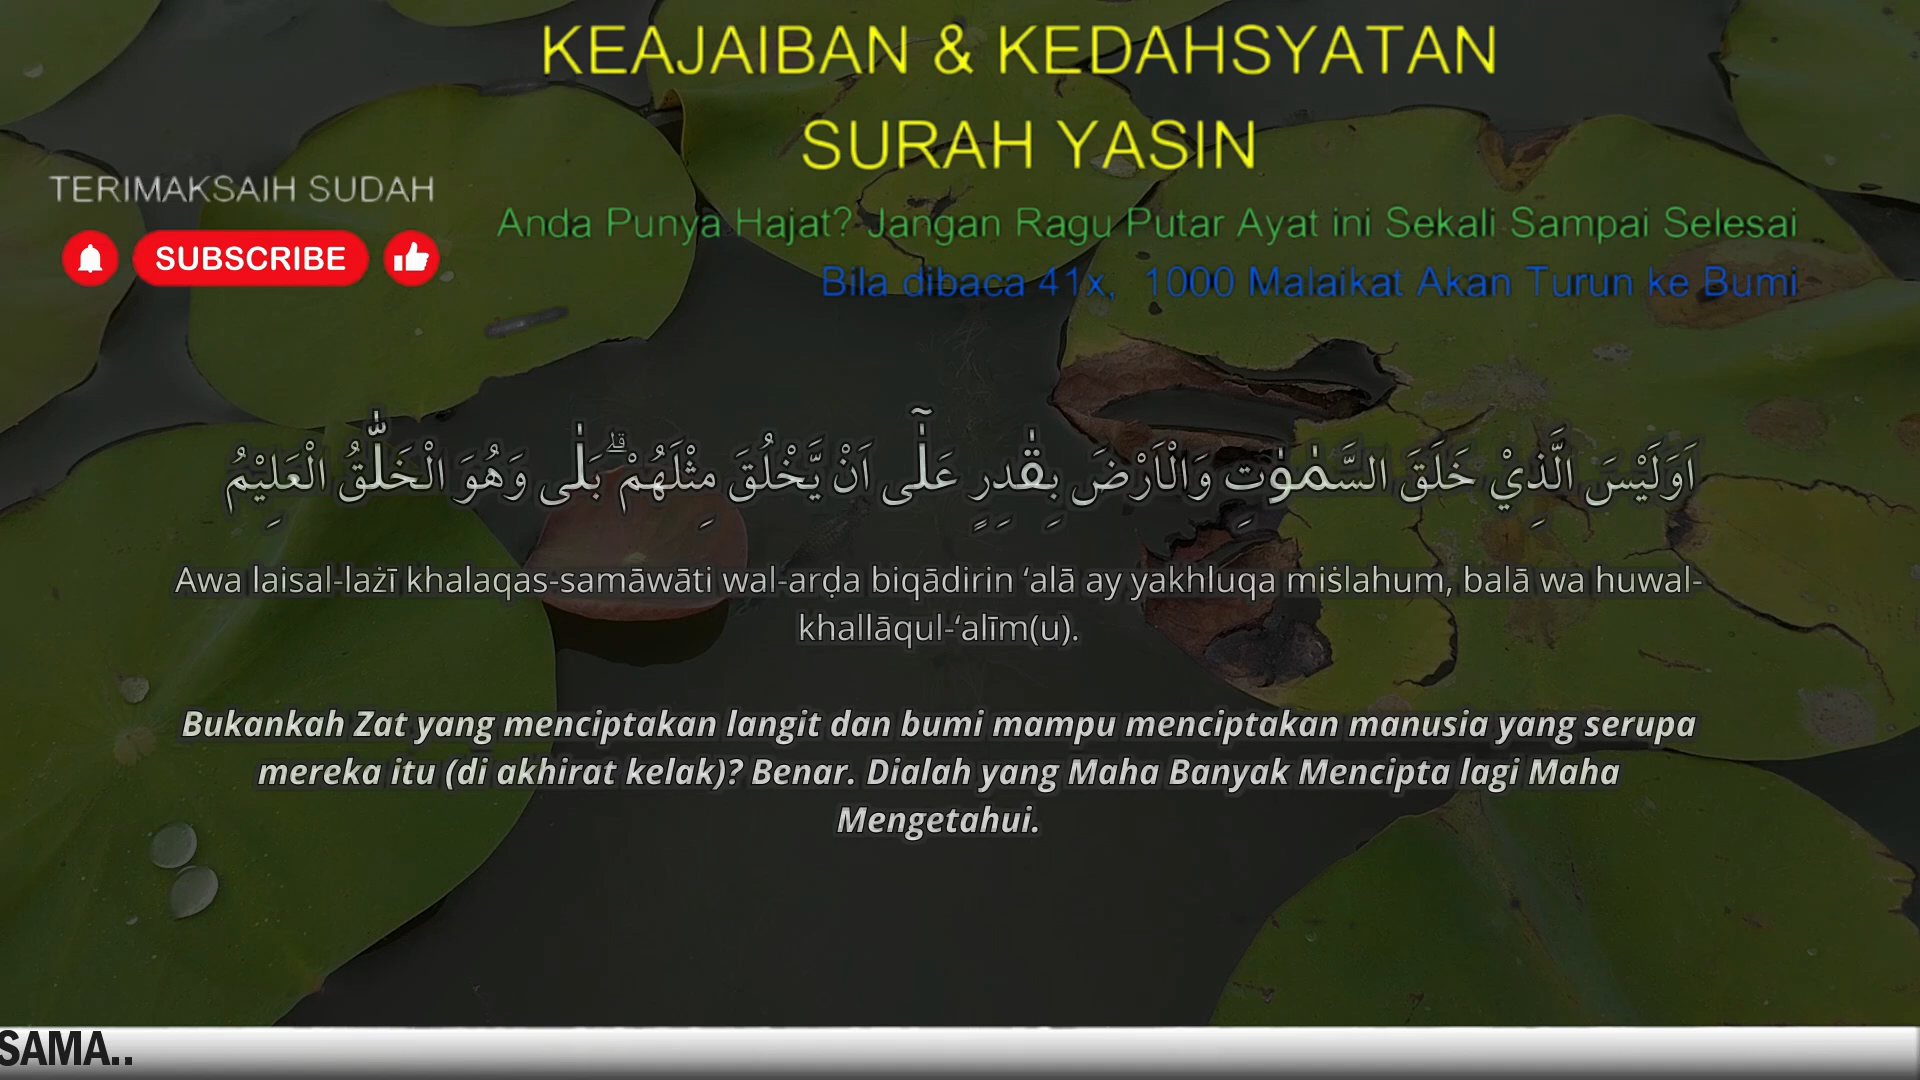 KEAJAIBAN & KEDAHSYATAN
SURAH YASIN
TERIMAKSAIH SUDAH
SUBSCRIBE
Anda Punya Hajat? Jangan Ragu Putar Ayat ini Sekali Sampai Selesai
Bila dibaca 41x, 1000 Malaikat Akan Turun ke Bumi
اَوَلَيْسَ الَّذِيْ خَلَقَ السَّمٰوٰتِ وَالْاَرْضَ بِقٰدِرٍ عَلٰٓى اَنْ يَّخْلُقَ مِثْلَهُمْ ۗبَلٰى وَهُوَ الْخَلّٰقُ الْعَلِيْمُ
Awa laisal-lażī khalaqas-samāwāti wal-arḍa biqādirin ‘alā ay yakhluqa miṡlahum, balā wa huwal-
khallāqul-‘alīm(u).
Bukankah Zat yang menciptakan langit dan bumi mampu menciptakan manusia yang serupa
mereka itu (di akhirat kelak)? Benar. Dialah yang Maha Banyak Mencipta lagi Maha
Mengetahui.
SAMA..